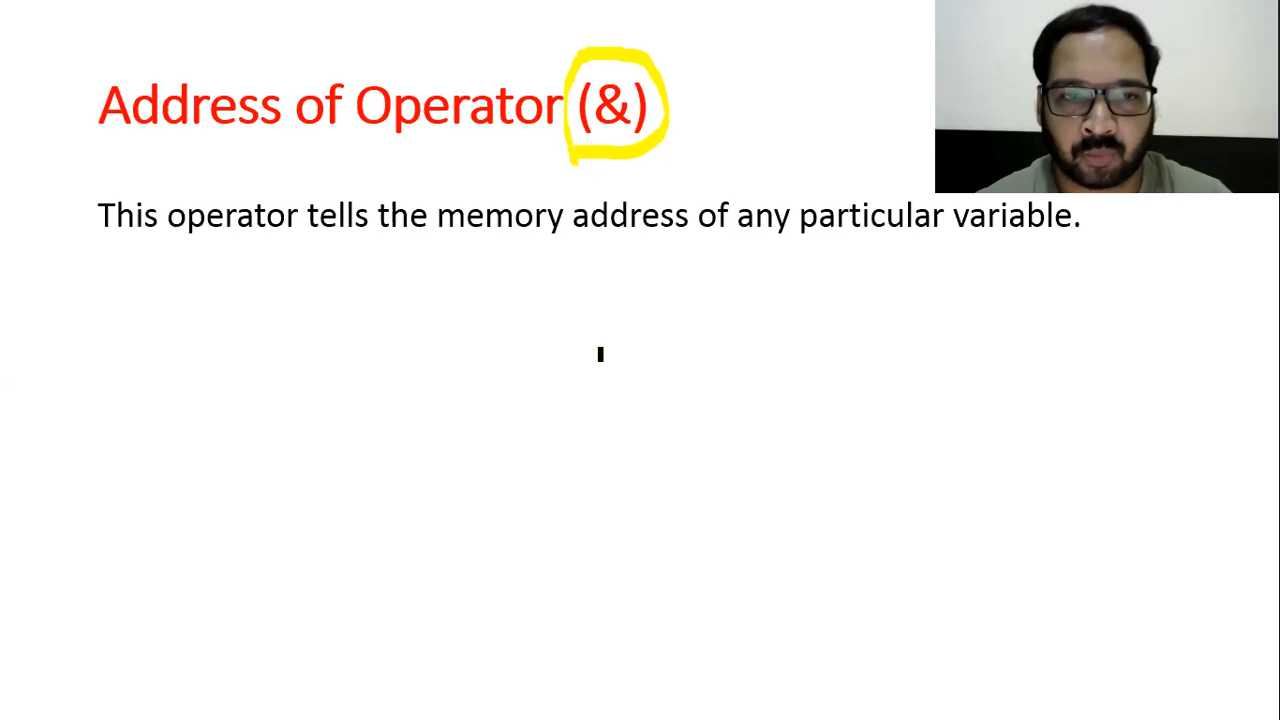 Address of Operator (&)
This operator tells the memory address of any particular variable.